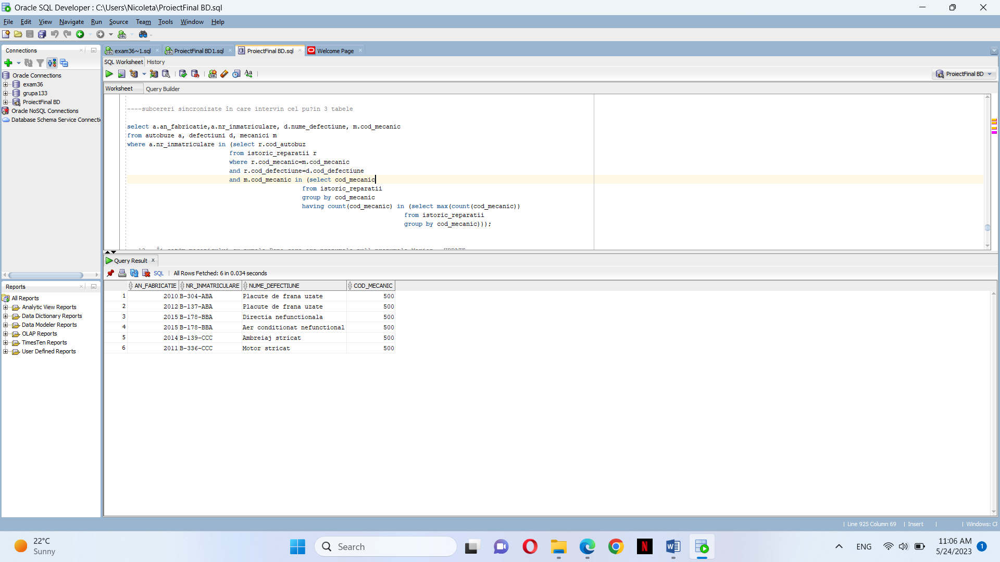 Oracle SQL Developer : C:\Users\Nicoleta\ProiectFinal BD.sql
File Edit View Navigate Run Source Team Tools Window Help
Connections
Oracle Connections
exam36
grupa133
ProiectFinal BD
Oracle NoSQL Connections
Database Schema Service Connecti
Reports
All Reports
Analytic View Reports
Data Dictionary Reports
Data Modeler Reports
OLAP Reports
TimesTen Reports
User Defined Reports
exam36~1.sql ProiectFinal BD1.sql ProiectFinal BD.sql Welcome Page
SQL Worksheet History
ProiectFinal BD
Worksheet Query Builder
----subcereri sincronizate în care intervin cel pu?in 3 tabele
select a.an_fabricatie,a.nr_inmatriculare, d.nume_defectiune, m.cod_mecanic
from autobuze a, defectiuni d, mecanici m
where a.nr_inmatriculare in (select r.cod_autobuz
from istoric_reparatii r
where r.cod_mecanic=m.cod_mecanic
and r.cod_defectiune=d.cod_defectiune
and m.cod_mecanic in (select cod_mecanic
from istoric_reparatii
group by cod_mecanic
having count(cod_mecanic) in (select max(count(cod_mecanic))
from istoric_reparatii
group by cod_mecanic)));
Query Result
SQL | All Rows Fetched: 6 in 0.034 seconds
AN_FABRICATIE NR_INMATRICULARE NUME_DEFECTIUNE COD_MECANIC
1 2010 B-304-ABA Placute de frana uzate 500
2 2012 B-137-ABA Placute de frana uzate 500
3 2015 B-178-BBA Directia nefunctionala 500
4 2015 B-178-BBA Aer conditionat nefunctional 500
5 2014 B-139-CCC Ambreiaj stricat 500
6 2011 B-336-CCC Motor stricat 500
| Line 925 Column 69 | Insert | | Windows: CF
22°C
Sunny
Search
ENG
11:06 AM
5/24/2023
1